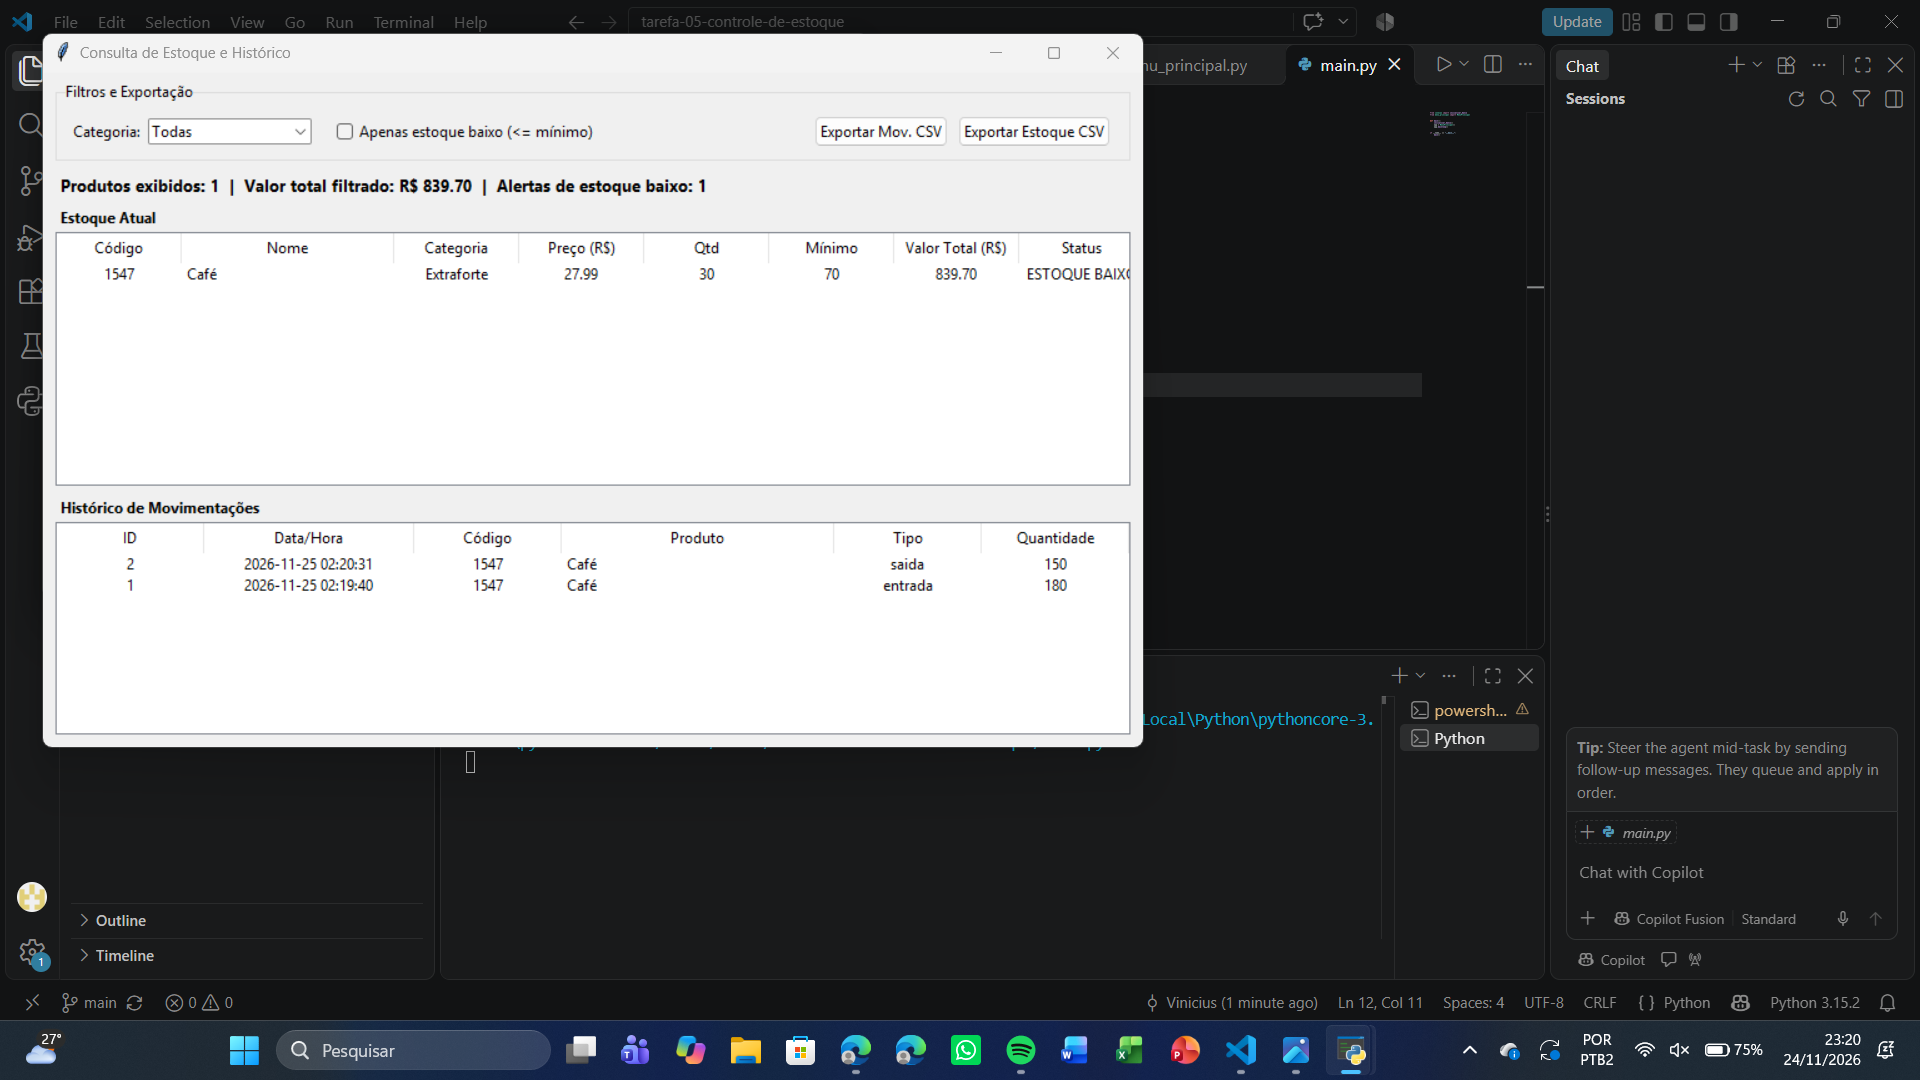 File Edit Selection View Go Run Terminal Help
tarefa-05-controle-de-estoque
Update
Consulta de Estoque e Histórico
Filtros e Exportação
Categoria: Todas
Apenas estoque baixo (<= mínimo)
Exportar Mov. CSV
Exportar Estoque CSV
Produtos exibidos: 1 | Valor total filtrado: R$ 839.70 | Alertas de estoque baixo: 1
Estoque Atual
Código Nome Categoria Preço (R$) Qtd Mínimo Valor Total (R$) Status
1547 Café Extraforte 27.99 30 70 839.70 ESTOQUE BAIXO
Histórico de Movimentações
ID Data/Hora Código Produto Tipo Quantidade
2 2026-11-25 02:20:31 1547 Café saida 150
1 2026-11-25 02:19:40 1547 Café entrada 180
nu_principal.py
main.py
Chat
Sessions
Local\Python\pythoncore-3.
powersh...
Python
Tip: Steer the agent mid-task by sending
follow-up messages. They queue and apply in
order.
main.py
Chat with Copilot
Copilot Fusion Standard
Copilot
Outline
Timeline
1
main 0 0
Vinicius (1 minute ago) Ln 12, Col 11 Spaces: 4 UTF-8 CRLF { } Python Python 3.15.2
27°
Pesquisar
POR
PTB2
75%
23:20
24/11/2026